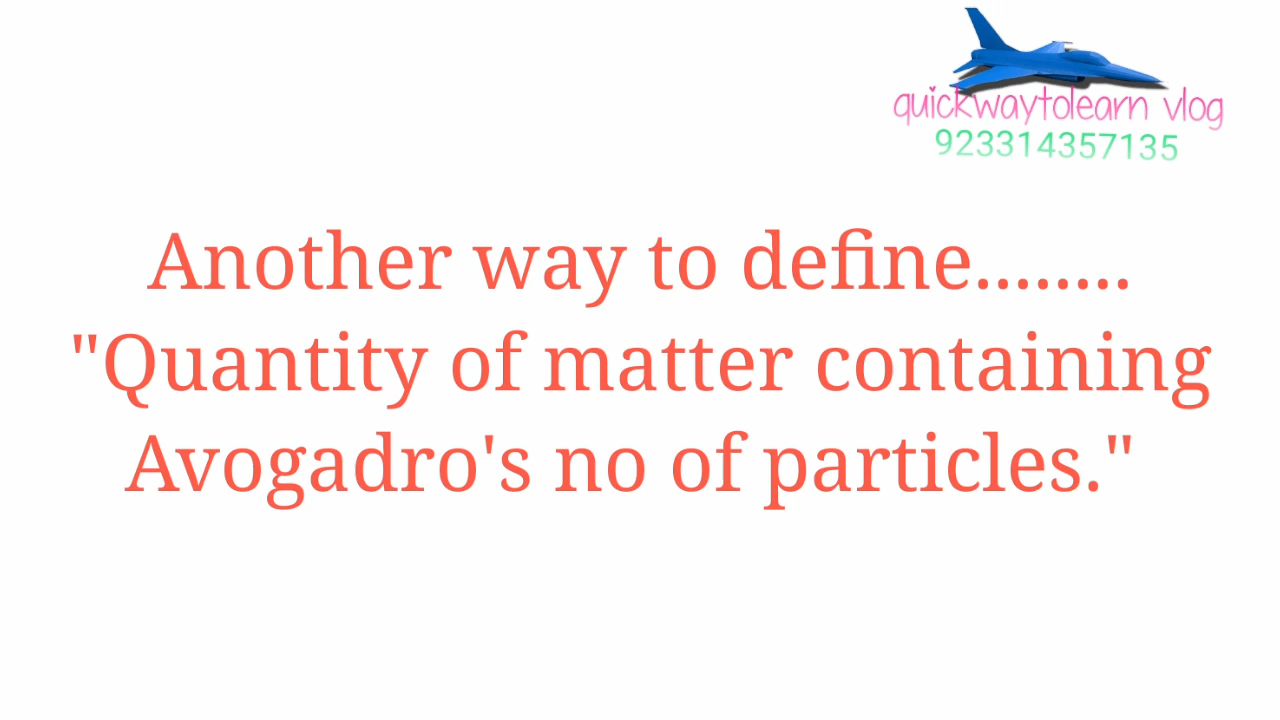 quickwaytolearn vlog
923314357135
Another way to define........
"Quantity of matter containing
Avogadro's no of particles."